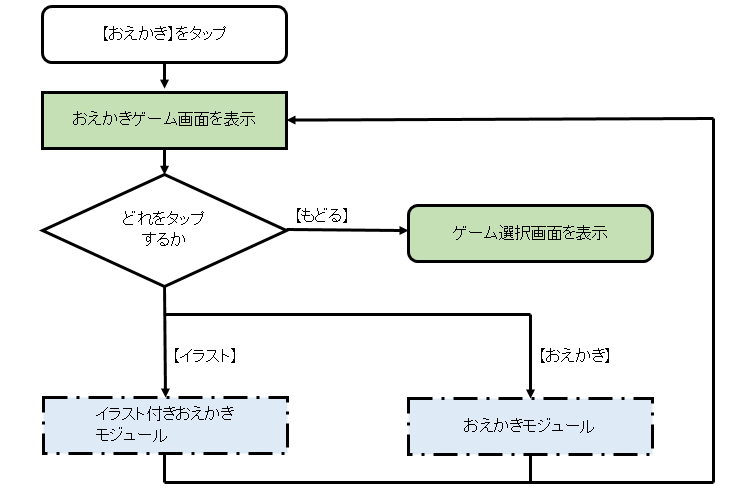 【おえかき】をタップ
おえかきゲーム画面を表示
どれをタップ
するか
【もどる】
ゲーム選択画面を表示
【イラスト】
【おえかき】
イラスト付きおえかき
モジュール
おえかきモジュール